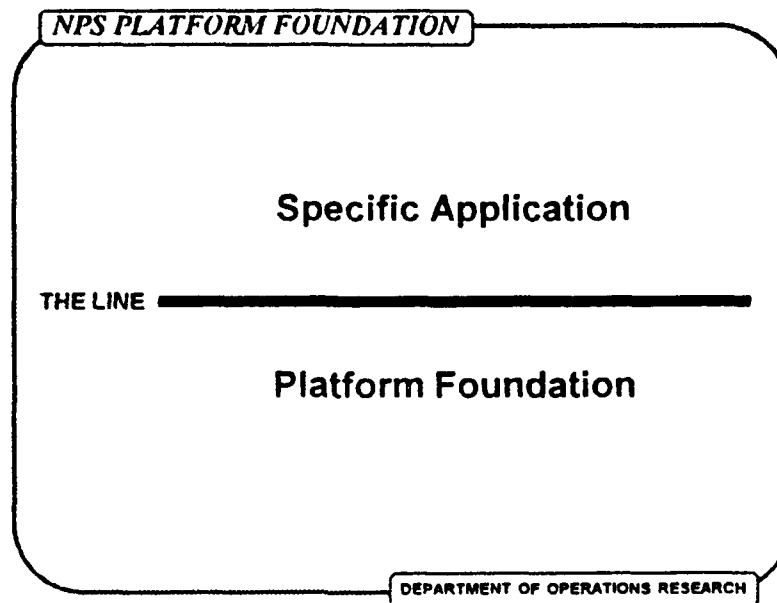 NPS PLATFORM FOUNDATION
Specific Application
THE LINE
Platform Foundation
DEPARTMENT OF OPERATIONS RESEARCH